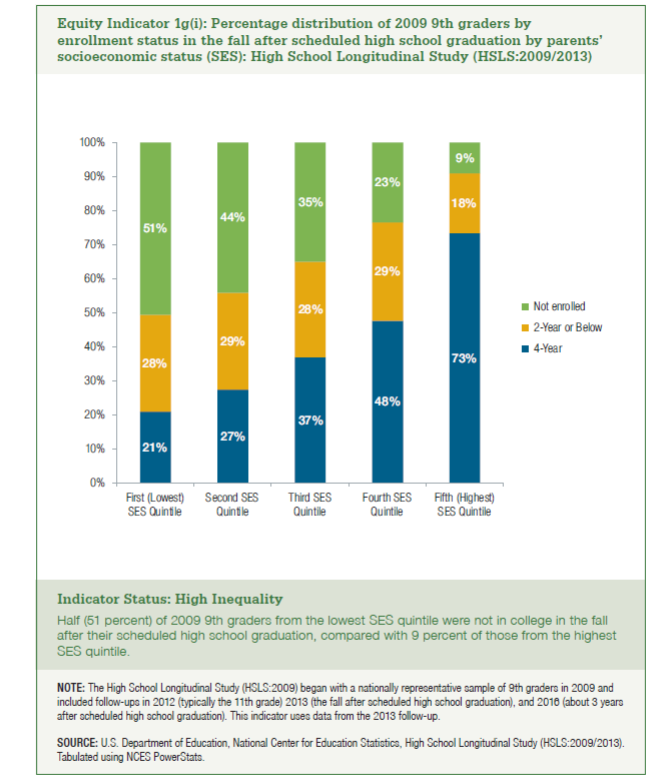 Equity Indicator 1g(i): Percentage distribution of 2009 9th graders by
enrollment status in the fall after scheduled high school graduation by parents'
socioeconomic status (SES): High School Longitudinal Study (HSLS:2009/2013)
100%
90%
80%
70%
60%
50%
40%
30%
20%
10%
0%
51%
28%
21%
44%
29%
27%
35%
28%
37%
23%
29%
48%
9%
18%
73%
First (Lowest)
SES Quintile
Second SES
Quintile
Third SES
Quintile
Fourth SES
Quintile
Fifth (Highest)
SES Quintile
Not enrolled
2-Year or Below
4-Year
Indicator Status: High Inequality
Half (51 percent) of 2009 9th graders from the lowest SES quintile were not in college in the fall
after their scheduled high school graduation, compared with 9 percent of those from the highest
SES quintile.
NOTE: The High School Longitudinal Study (HSLS:2009) began with a nationally representative sample of 9th graders in 2009 and
included follow-ups in 2012 (typically the 11th grade) 2013 (the fall after scheduled high school graduation), and 2016 (about 3 years
after scheduled high school graduation). This indicator uses data from the 2013 follow-up.
SOURCE: U.S. Department of Education, National Center for Education Statistics, High School Longitudinal Study (HSLS:2009/2013).
Tabulated using NCES PowerStats.